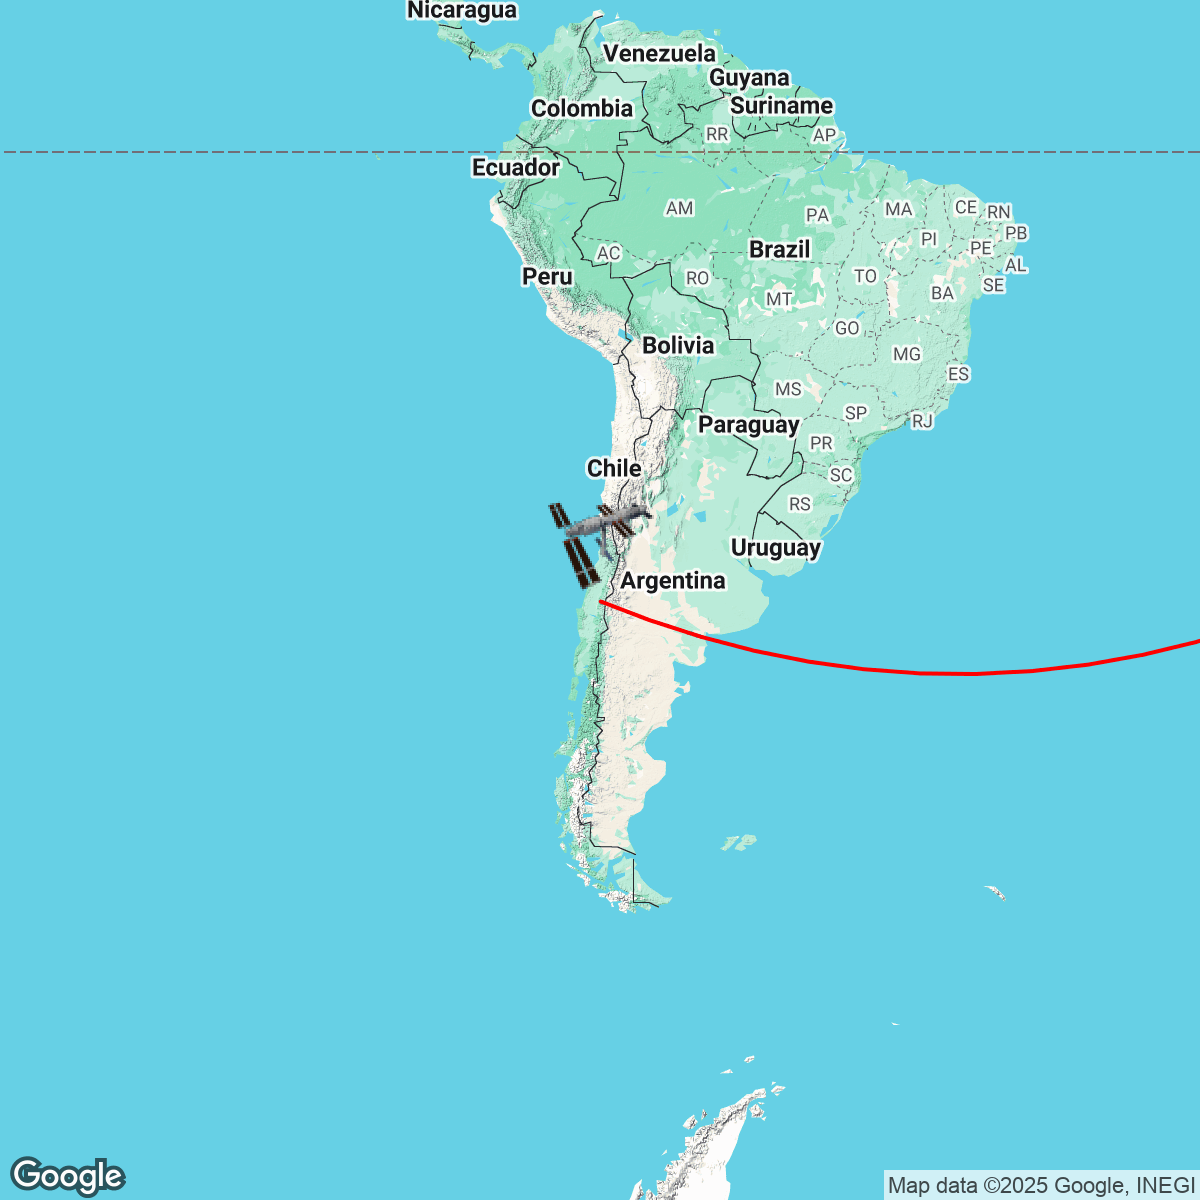 Nicaragua
Venezuela
Guyana
Colombia
Suriname
RR
AP
Ecuador
AM
PA
MA
CE
RN
PB
PI
PE
AL
Brazil
AC
Peru
RO
TO
SE
BA
MT
GO
Bolivia
MG
ES
MS
SP
RJ
Paraguay
PR
Chile
SC
RS
Uruguay
Argentina
Google
Map data ©2025 Google, INEGI